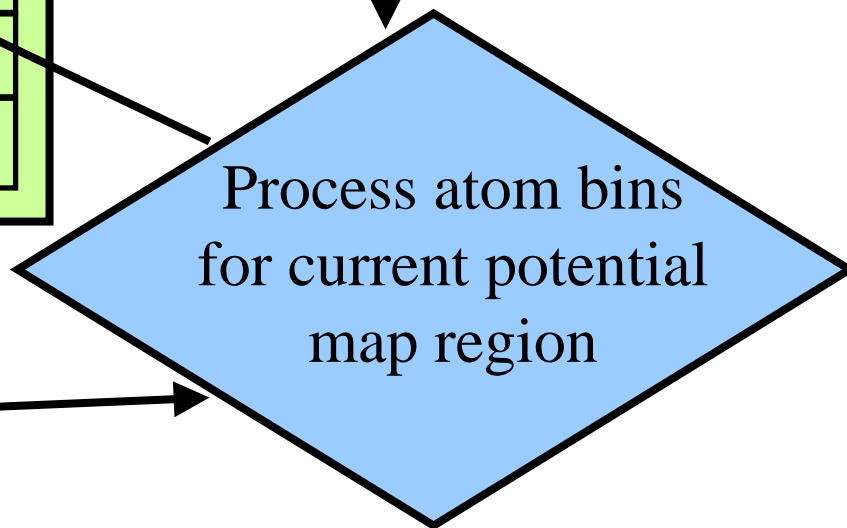 Process atom bins
for current potential
map region